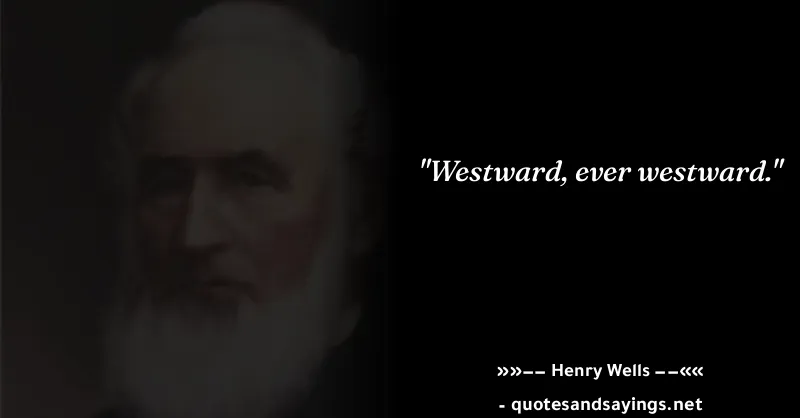 "Westward, ever westward."
»»−− Henry Wells −−««
- quotesandsayings.net